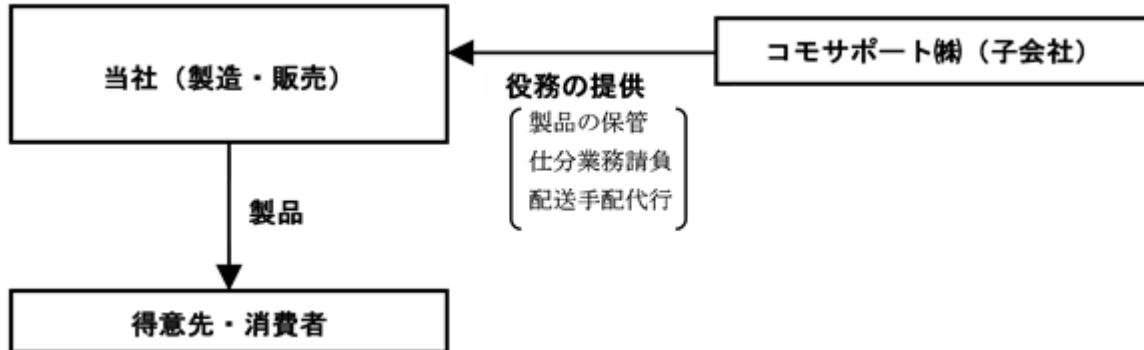 当社（製造・販売）
コモサポート㈱（子会社）
役務の提供
製品の保管
仕分業務請負
配送手配代行
製品
得意先・消費者